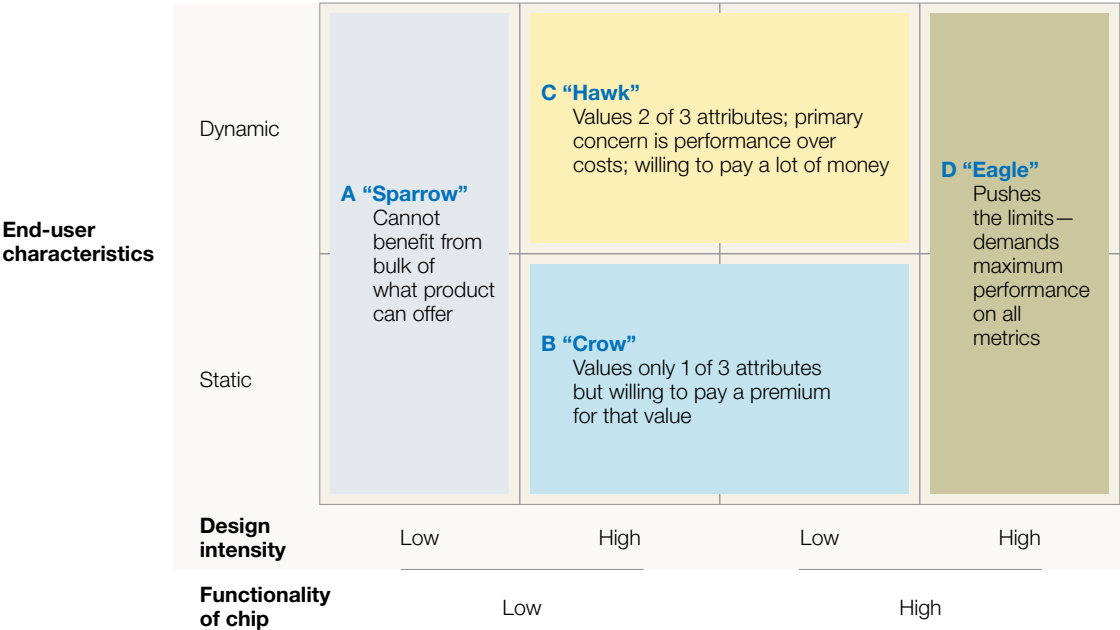 End-user
characteristics
Dynamic
Static
A “Sparrow”
Cannot
benefit from
bulk of
what product
can offer
C “Hawk”
Values 2 of 3 attributes; primary
concern is performance over
costs; willing to pay a lot of money
B “Crow”
Values only 1 of 3 attributes
but willing to pay a premium
for that value
D “Eagle”
Pushes
the limits—
demands
maximum
performance
on all
metrics
Design
intensity
Low
High
Low
High
Functionality
of chip
Low
High